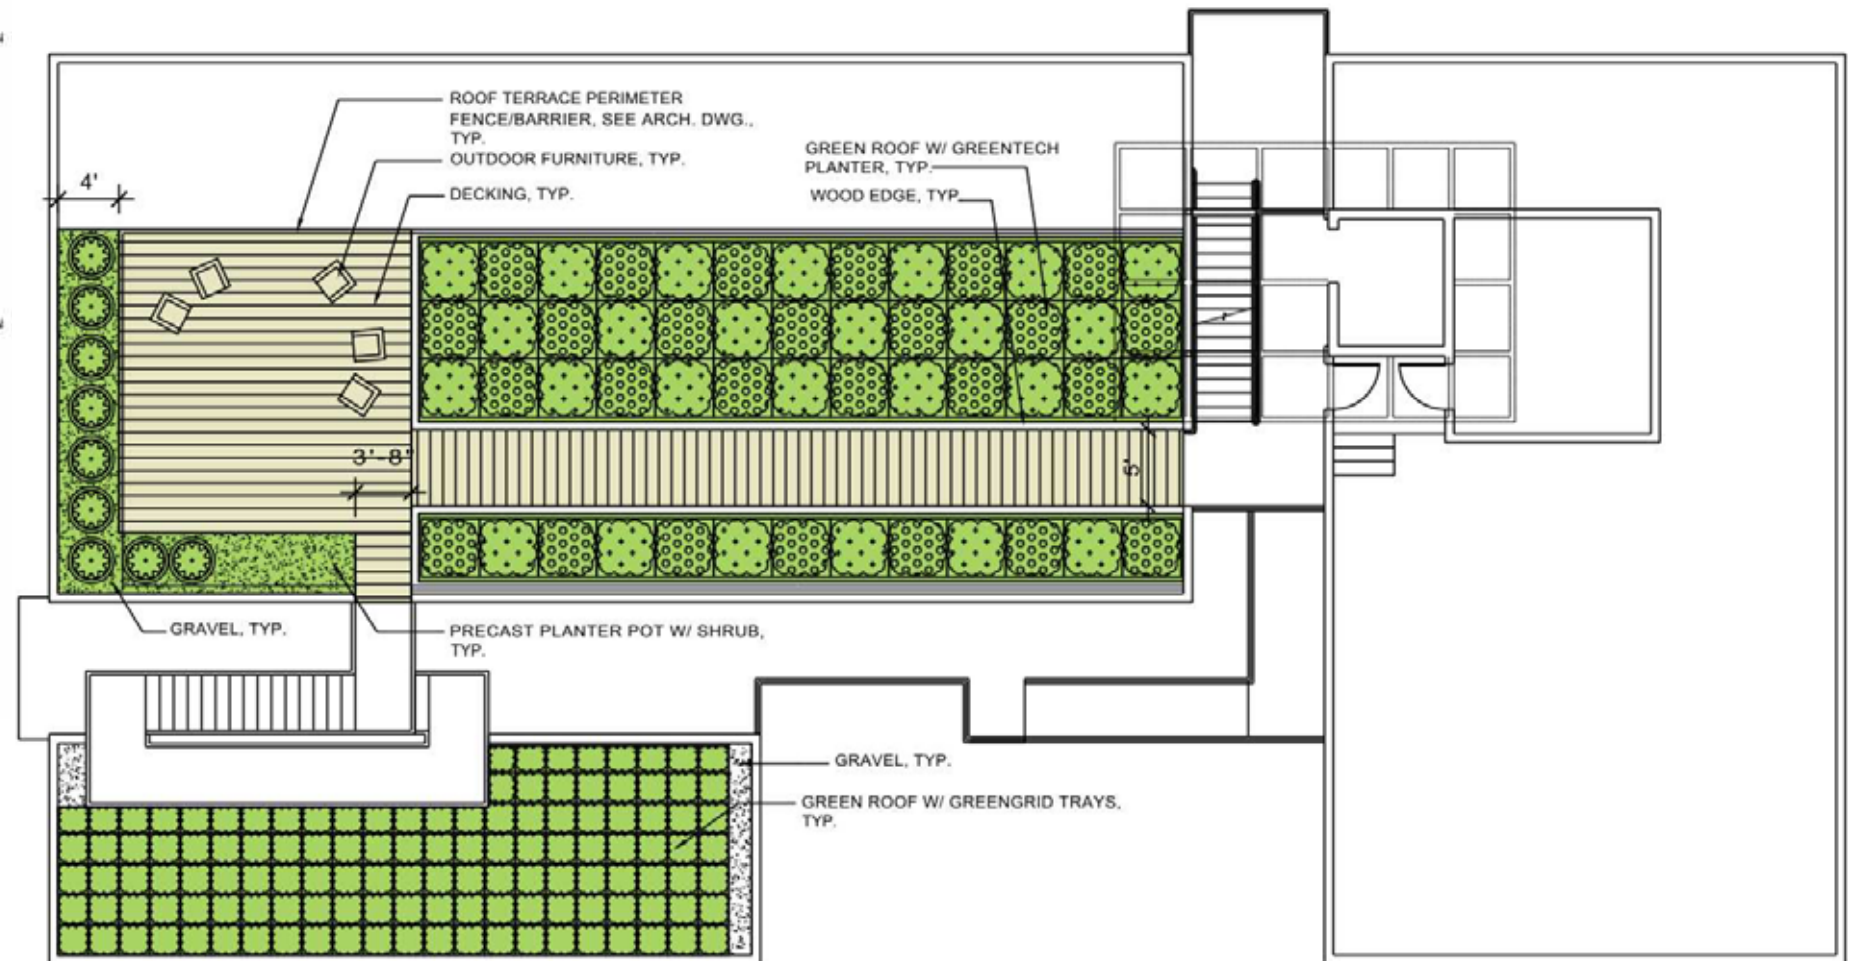 ROOF TERRACE PERIMETER
FENCE/BARRIER, SEE ARCH. DWG.,
TYP.
OUTDOOR FURNITURE, TYP.
DECKING, TYP.
GREEN ROOF W/ GREENTECH
PLANTER, TYP.
WOOD EDGE, TYP
4'
3'-8"
5'
GRAVEL, TYP.
PRECAST PLANTER POT W/ SHRUB,
TYP.
GRAVEL, TYP.
GREEN ROOF W/ GREENGRID TRAYS,
TYP.